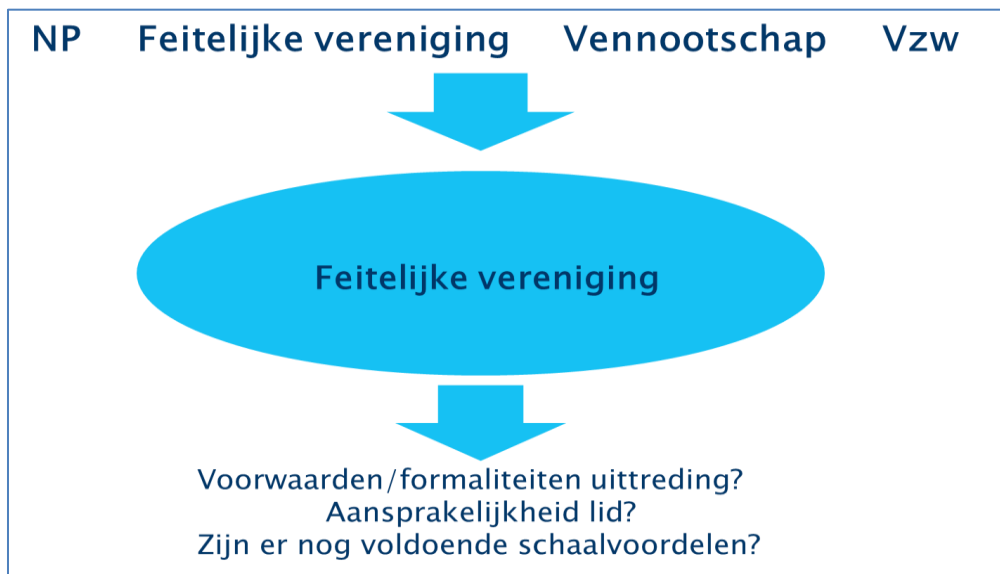 NP Feitelijke vereniging Vennootschap Vzw
Feitelijke vereniging
Voorwaarden/formaliteiten uittreding?
Aansprakelijkheid lid?
Zijn er nog voldoende schaalvoordelen?